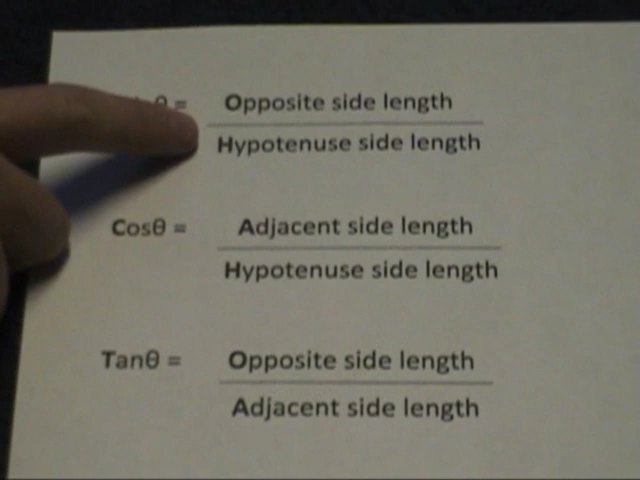 θ = Opposite side length
Hypotenuse side length
Cosθ = Adjacent side length
Hypotenuse side length
Tanθ = Opposite side length
Adjacent side length